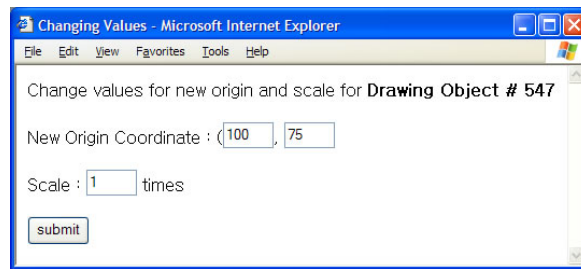 Changing Values - Microsoft Internet Explorer
File Edit View Favorites Tools Help
Change values for new origin and scale for Drawing Object # 547
New Origin Coordinate : (100, 75
Scale : 1 times
submit